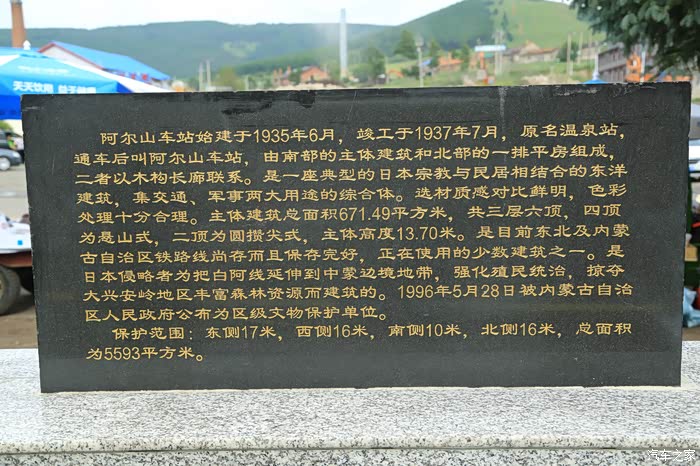 天天饮用 益于天年
阿尔山车站始建于1935年6月，竣工于1937年7月，原名温泉站，
通车后叫阿尔山车站，由南部的主体建筑和北部的一排平房组成，
二者以木构长廊联系。是一座典型的日本宗教与民居相结合的东洋
建筑，集交通、军事两大用途的综合体。选材质感对比鲜明，色彩
处理十分合理。主体建筑总面积671.49平方米，共三层六顶，四顶
为是山式，二顶为圆攒尖式，主体高度13.70米。是目前东北及内蒙
古自治区铁路线尚存而且保存完好，正在使用的少数建筑之一。是
日本侵略者为把白阿线延伸到中蒙边境地带，强化殖民统治，掠夺
大兴安岭地区丰富森林资源而建筑的。1996年5月28日被内蒙古自治
区人民政府公布为区级文物保护单位。
保护范围：东侧17米，西侧16米，南侧10米，北侧16米，总面积
为5593平方米。
汽车之家